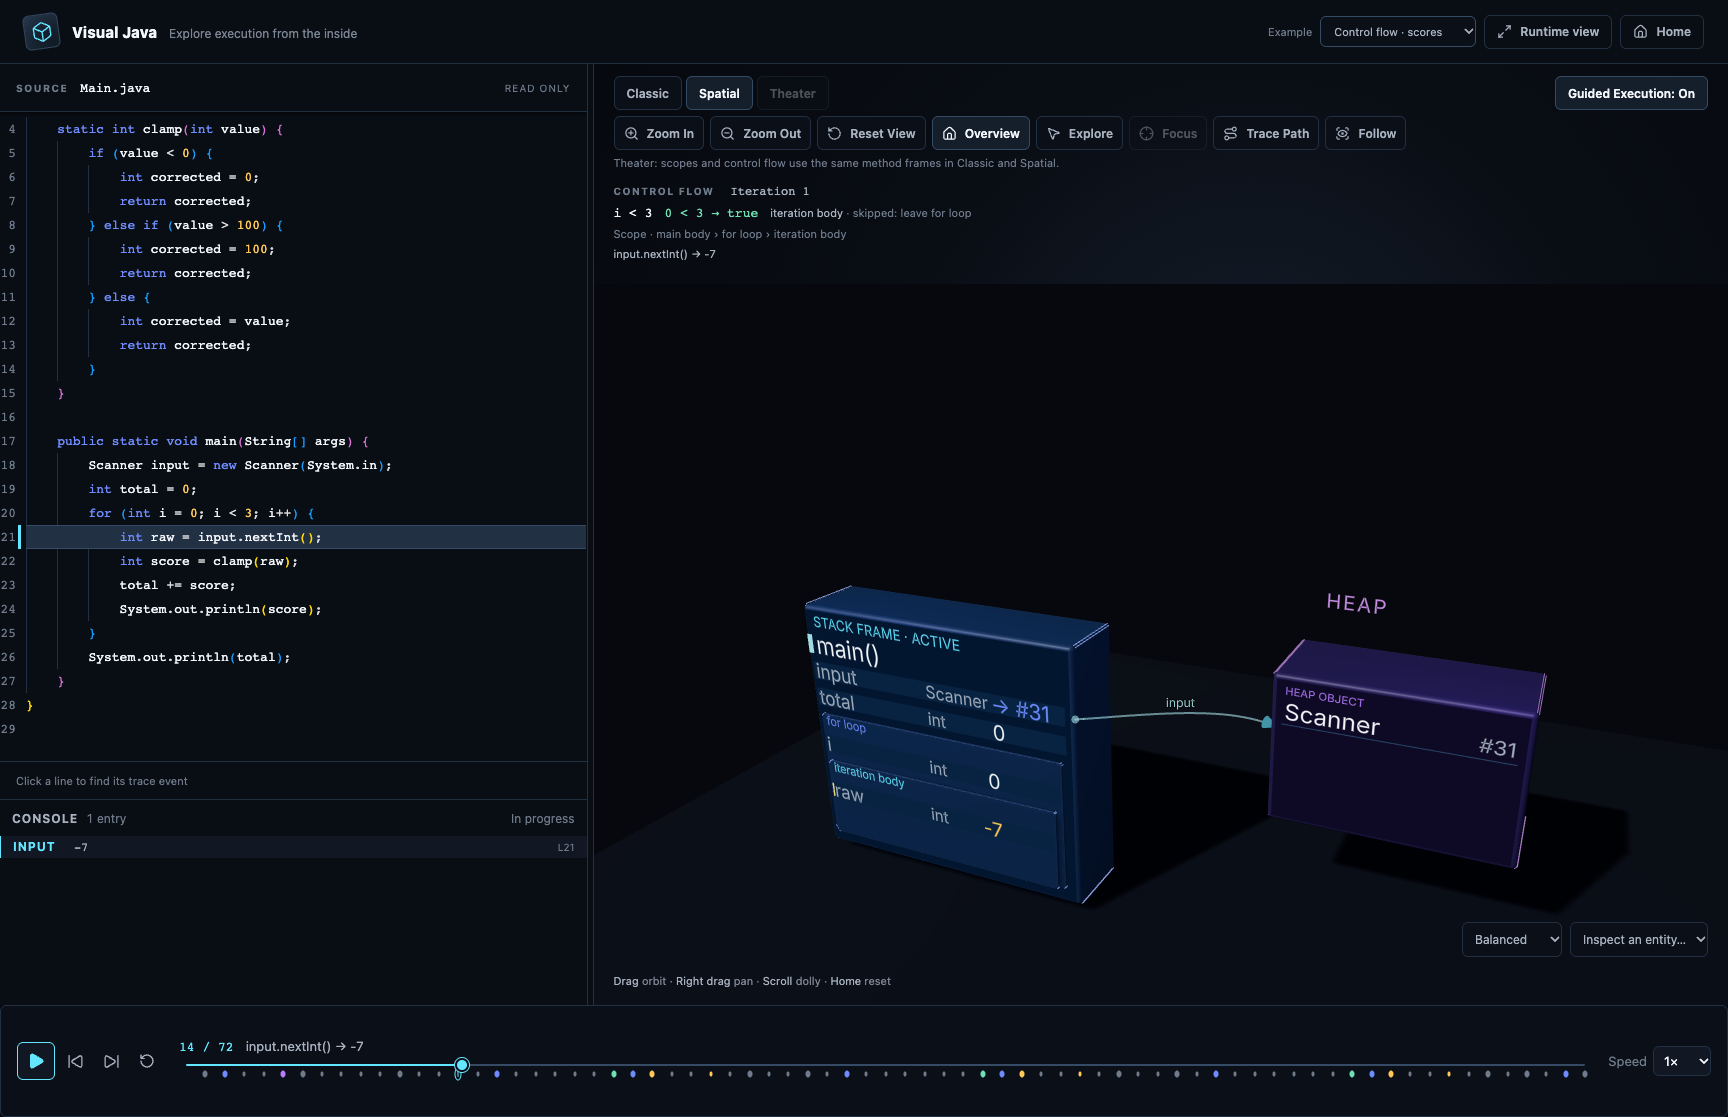 Visual Java Explore execution from the inside
Example Control flow · scores Runtime view Home
SOURCE Main.java READ ONLY
4 static int clamp(int value) {
5 if (value < 0) {
6 int corrected = 0;
7 return corrected;
8 } else if (value > 100) {
9 int corrected = 100;
10 return corrected;
11 } else {
12 int corrected = value;
13 return corrected;
14 }
15 }
16
17 public static void main(String[] args) {
18 Scanner input = new Scanner(System.in);
19 int total = 0;
20 for (int i = 0; i < 3; i++) {
21 int raw = input.nextInt();
22 int score = clamp(raw);
23 total += score;
24 System.out.println(score);
25 }
26 System.out.println(total);
27 }
28 }
29
Click a line to find its trace event
CONSOLE 1 entry In progress
INPUT -7 L21
Classic Spatial Theater Guided Execution: On
Zoom In Zoom Out Reset View Overview Explore Focus Trace Path Follow
Theater: scopes and control flow use the same method frames in Classic and Spatial.
CONTROL FLOW Iteration 1
i < 3 0 < 3 → true iteration body · skipped: leave for loop
Scope · main body › for loop › iteration body
input.nextInt() → -7
STACK FRAME · ACTIVE
main()
input Scanner → #31
total int 0
for loop
i int 0
iteration body
raw int -7
input
HEAP
HEAP OBJECT
Scanner
#31
Balanced Inspect an entity...
Drag orbit · Right drag pan · Scroll dolly · Home reset
14 / 72 input.nextInt() → -7
Speed 1×